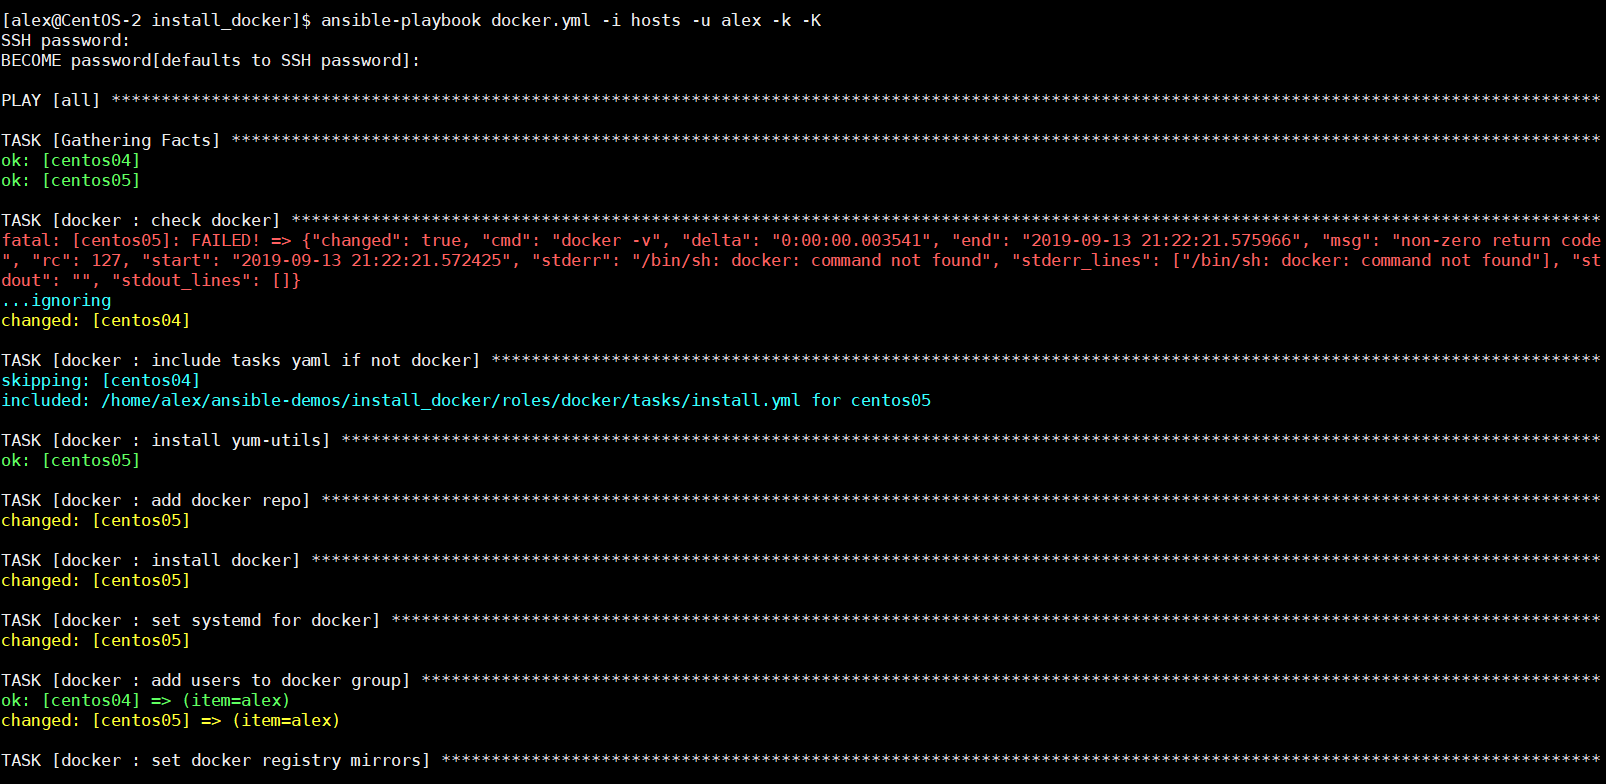 [alex@CentOS-2 install_docker]$ ansible-playbook docker.yml -i hosts -u alex -k -K
SSH password:
BECOME password[defaults to SSH password]:
PLAY [all] *****************************************************************************************************************************************************
TASK [Gathering Facts] *****************************************************************************************************************************************
ok: [centos04]
ok: [centos05]
TASK [docker : check docker] ***********************************************************************************************************************************
fatal: [centos05]: FAILED! => {"changed": true, "cmd": "docker -v", "delta": "0:00:00.003541", "end": "2019-09-13 21:22:21.575966", "msg": "non-zero return code
", "rc": 127, "start": "2019-09-13 21:22:21.572425", "stderr": "/bin/sh: docker: command not found", "stderr_lines": ["/bin/sh: docker: command not found"], "st
dout": "", "stdout_lines": []}
...ignoring
changed: [centos04]
TASK [docker : include tasks yaml if not docker] ***************************************************************************************************************
skipping: [centos04]
included: /home/alex/ansible-demos/install_docker/roles/docker/tasks/install.yml for centos05
TASK [docker : install yum-utils] ******************************************************************************************************************************
ok: [centos05]
TASK [docker : add docker repo] ********************************************************************************************************************************
changed: [centos05]
TASK [docker : install docker] *********************************************************************************************************************************
changed: [centos05]
TASK [docker : set systemd for docker] *************************************************************************************************************************
changed: [centos05]
TASK [docker : add users to docker group] **********************************************************************************************************************
ok: [centos04] => (item=alex)
changed: [centos05] => (item=alex)
TASK [docker : set docker registry mirrors] ********************************************************************************************************************